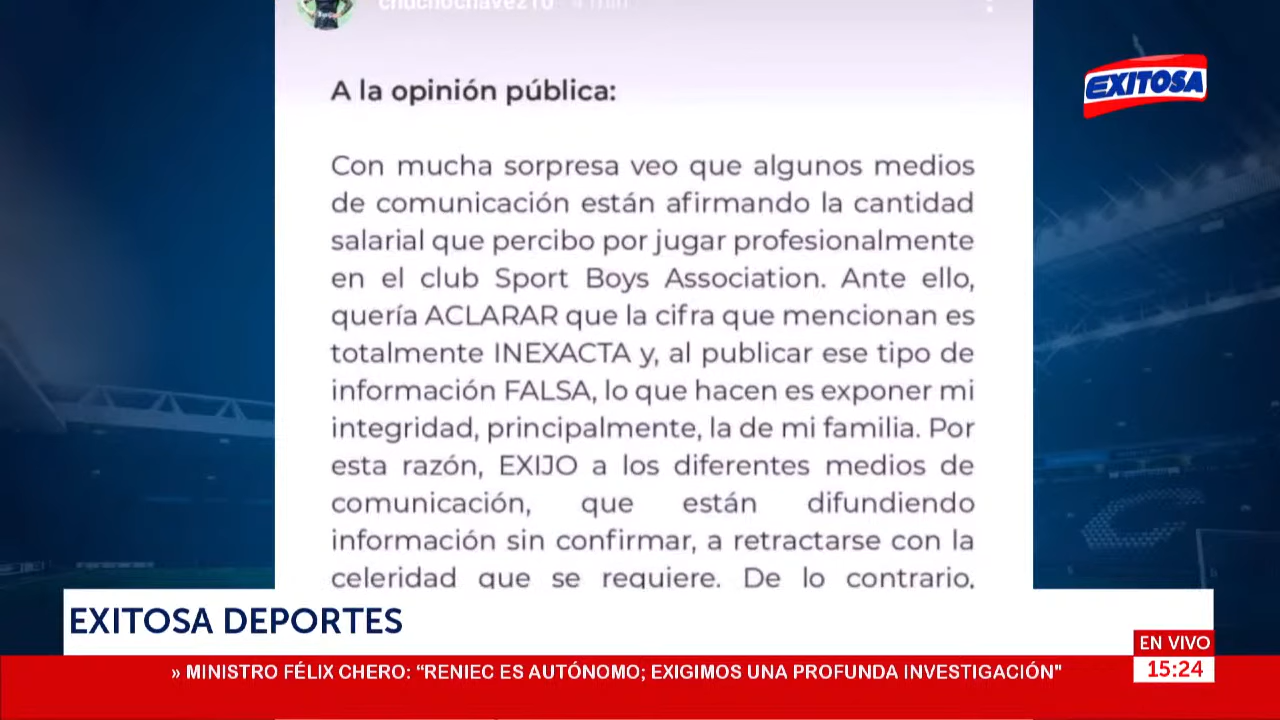 chuchochavez10 4 min
A la opinión pública:
Con mucha sorpresa veo que algunos medios
de comunicación están afirmando la cantidad
salarial que percibo por jugar profesionalmente
en el club Sport Boys Association. Ante ello,
quería ACLARAR que la cifra que mencionan es
totalmente INEXACTA y, al publicar ese tipo de
información FALSA, lo que hacen es exponer mi
integridad, principalmente, la de mi familia. Por
esta razón, EXIJO a los diferentes medios de
comunicación, que están difundiendo
información sin confirmar, a retractarse con la
celeridad que se requiere. De lo contrario,
EXITOSA
EXITOSA DEPORTES
EN VIVO
» MINISTRO FÉLIX CHERO: “RENIEC ES AUTÓNOMO; EXIGIMOS UNA PROFUNDA INVESTIGACIÓN"
15:24